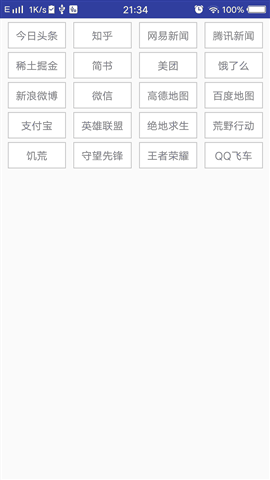 E 1K/s 21:34 100%
今日头条 知乎 网易新闻 腾讯新闻
稀土掘金 简书 美团 饿了么
新浪微博 微信 高德地图 百度地图
支付宝 英雄联盟 绝地求生 荒野行动
饥荒 守望先锋 王者荣耀 QQ飞车